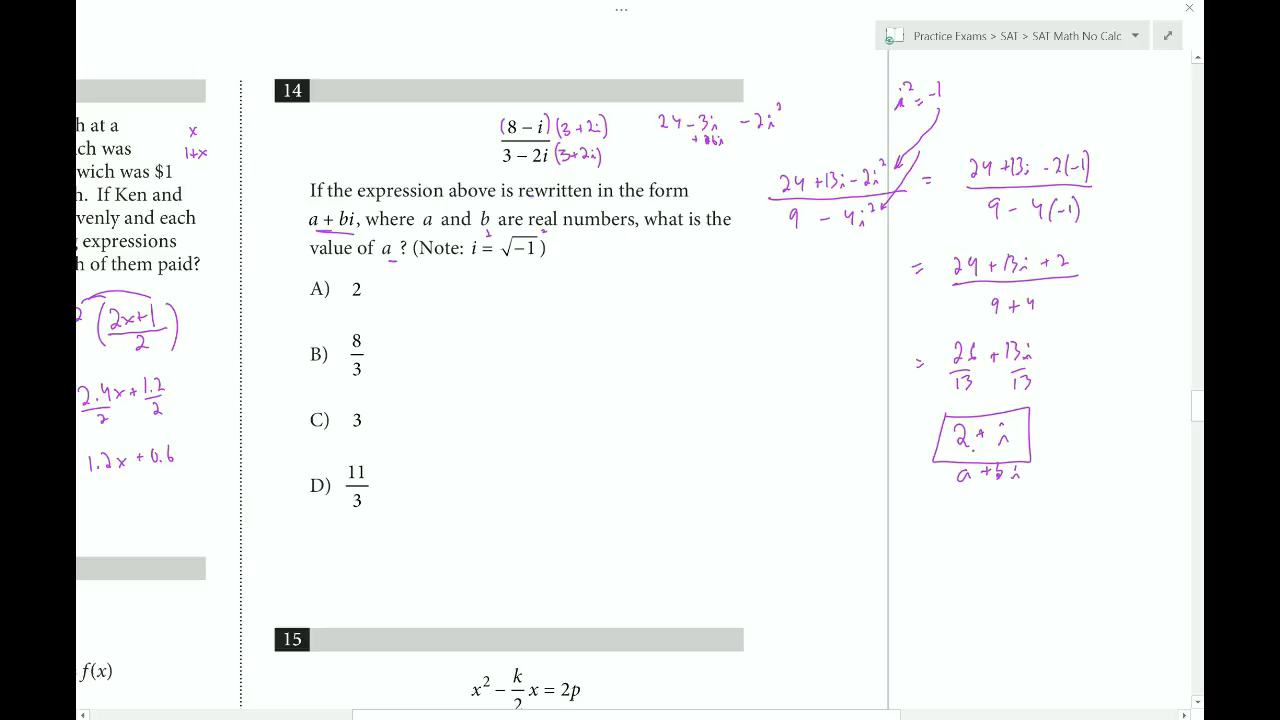 Practice Exams > SAT > SAT Math No Calc
h at a
ch was
wich was $1
h. If Ken and
venly and each
g expressions
h of them paid?
x
1+x
2 (2x+1)/2
2.4x/2 + 1.2/2
1.2x + 0.6
f(x)
14
(8 − i)(3+2i)
3 − 2i (3+2i)
24 − 3i − 2i²
+16i
If the expression above is rewritten in the form
a + bi, where a and b are real numbers, what is the
value of a ? (Note: i = √−1)
A) 2
B) 8/3
C) 3
D) 11/3
15
x² − k/2 x = 2p
i² = -1
24 + 13i − 2i²
9 − 4i²
= 24 + 13i − 2(-1)
9 − 4(-1)
= 24 + 13i + 2
9 + 4
= 26/13 + 13i/13
2 + i
a + bi